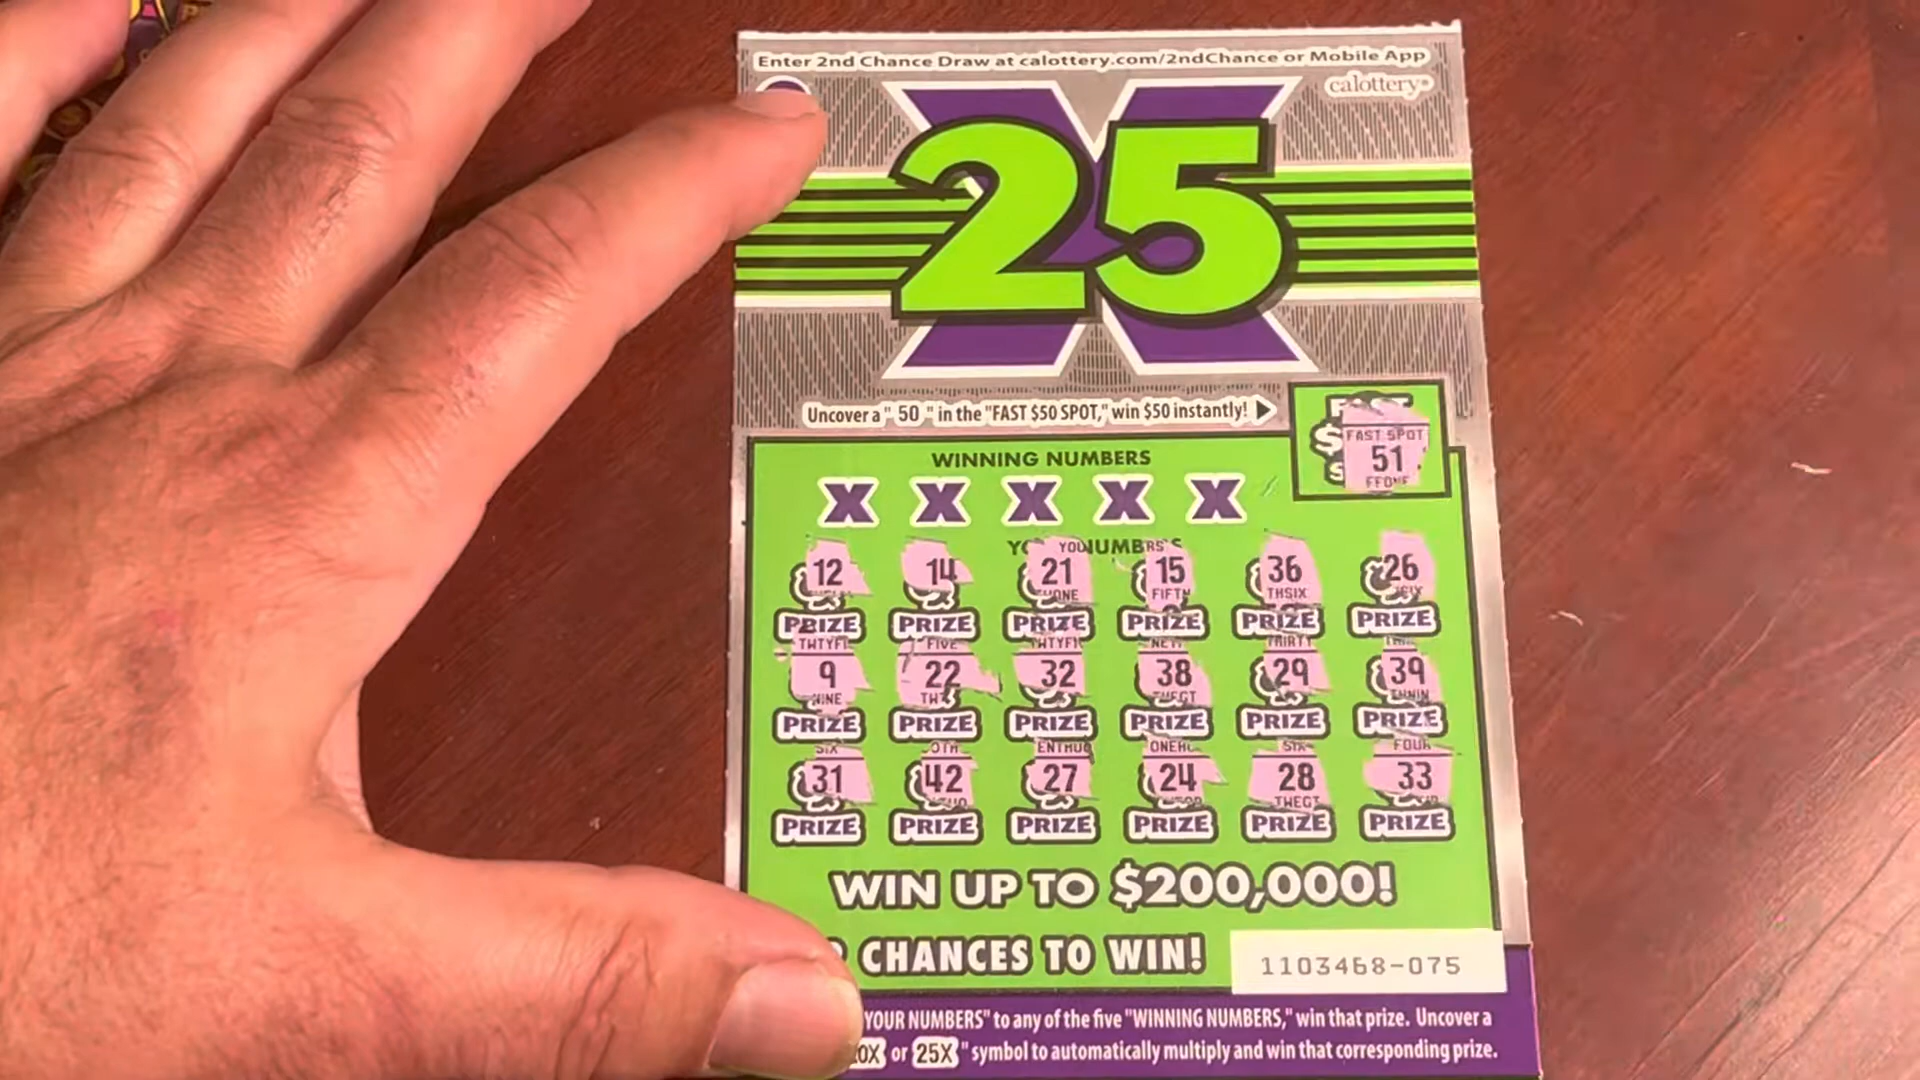 Enter 2nd Chance Draw at calottery.com/2ndChance or Mobile App
calottery
X
25
Uncover a "50" in the "FAST $50 SPOT," win $50 instantly!
FAST SPOT
51
WINNING NUMBERS
X X X X X
12 14 21 15 36 26
THSIX
PRIZE PRIZE PRIZE PRIZE PRIZE PRIZE
9 22 32 38 29 39
PRIZE PRIZE PRIZE PRIZE PRIZE PRIZE
31 42 27 24 28 33
TWEGT
PRIZE PRIZE PRIZE PRIZE PRIZE PRIZE
WIN UP TO $200,000!
CHANCES TO WIN!
1103468-075
YOUR NUMBERS" to any of the five "WINNING NUMBERS," win that prize. Uncover a
or 25X" symbol to automatically multiply and win that corresponding prize.